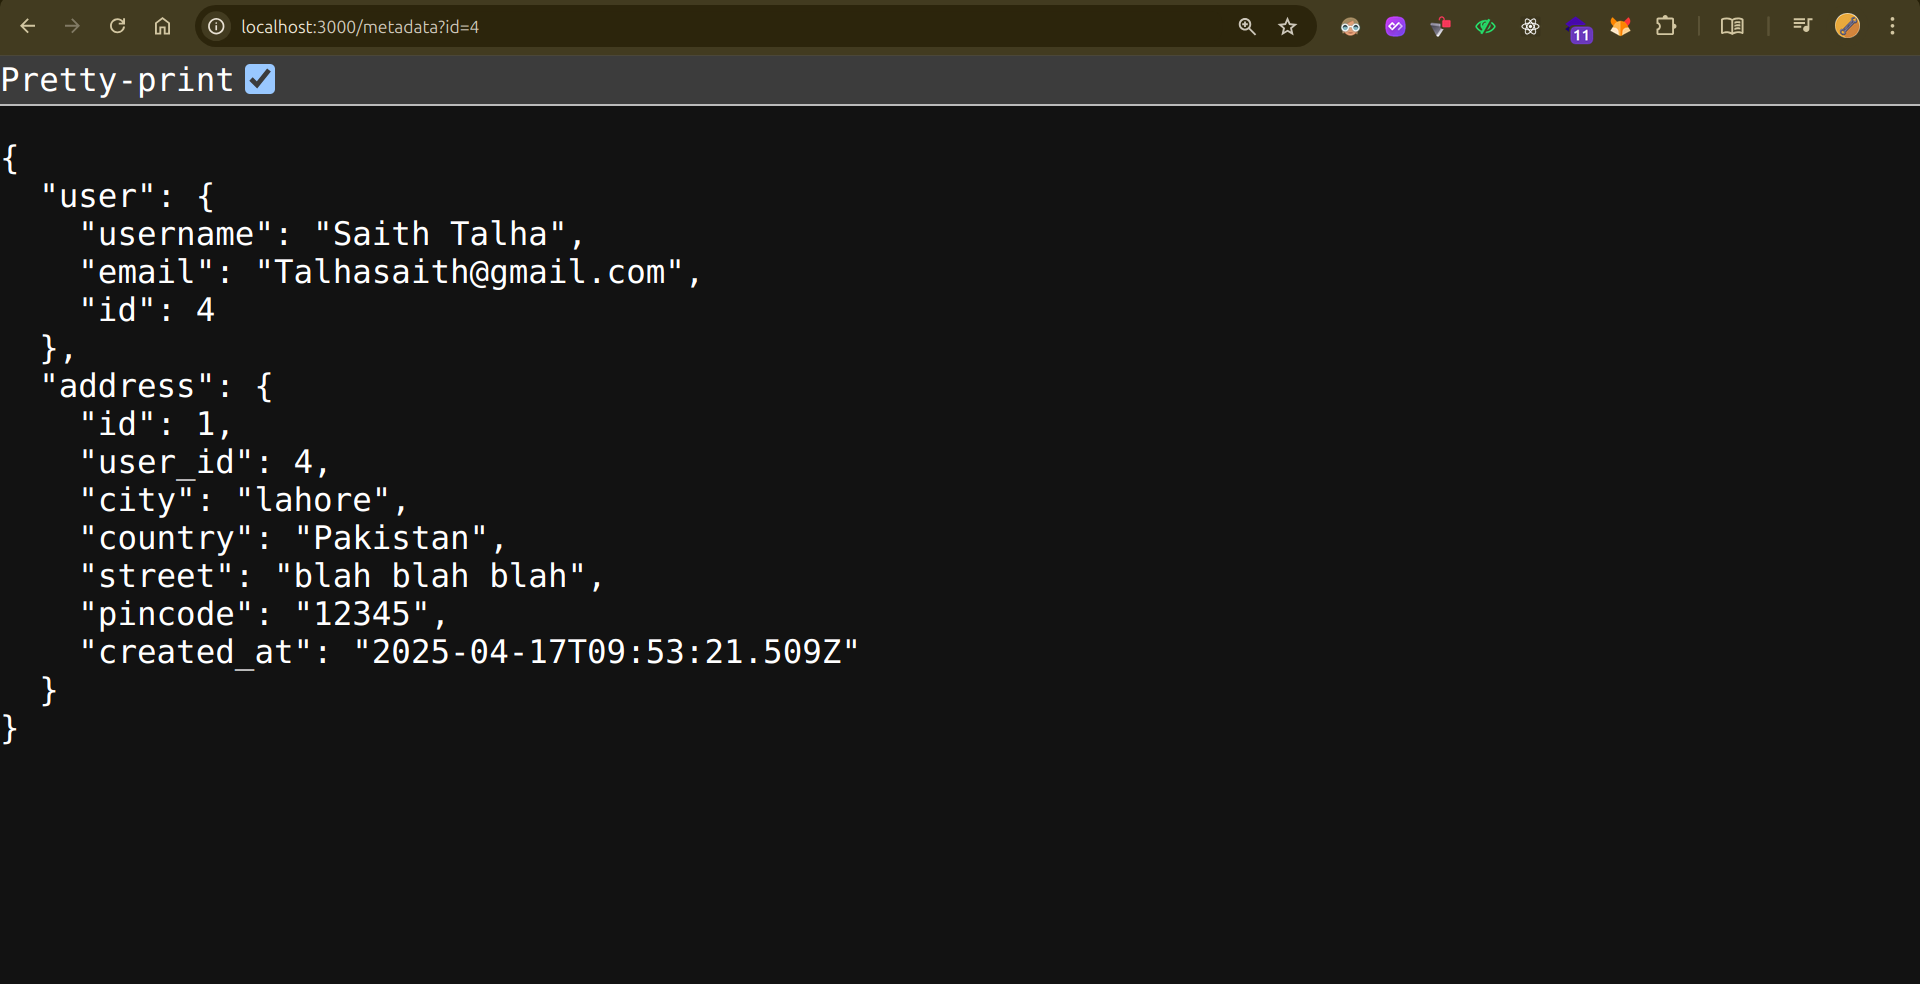 localhost:3000/metadata?id=4
11
Pretty-print
{
  "user": {
    "username": "Saith Talha",
    "email": "Talhasaith@gmail.com",
    "id": 4
  },
  "address": {
    "id": 1,
    "user_id": 4,
    "city": "lahore",
    "country": "Pakistan",
    "street": "blah blah blah",
    "pincode": "12345",
    "created_at": "2025-04-17T09:53:21.509Z"
  }
}